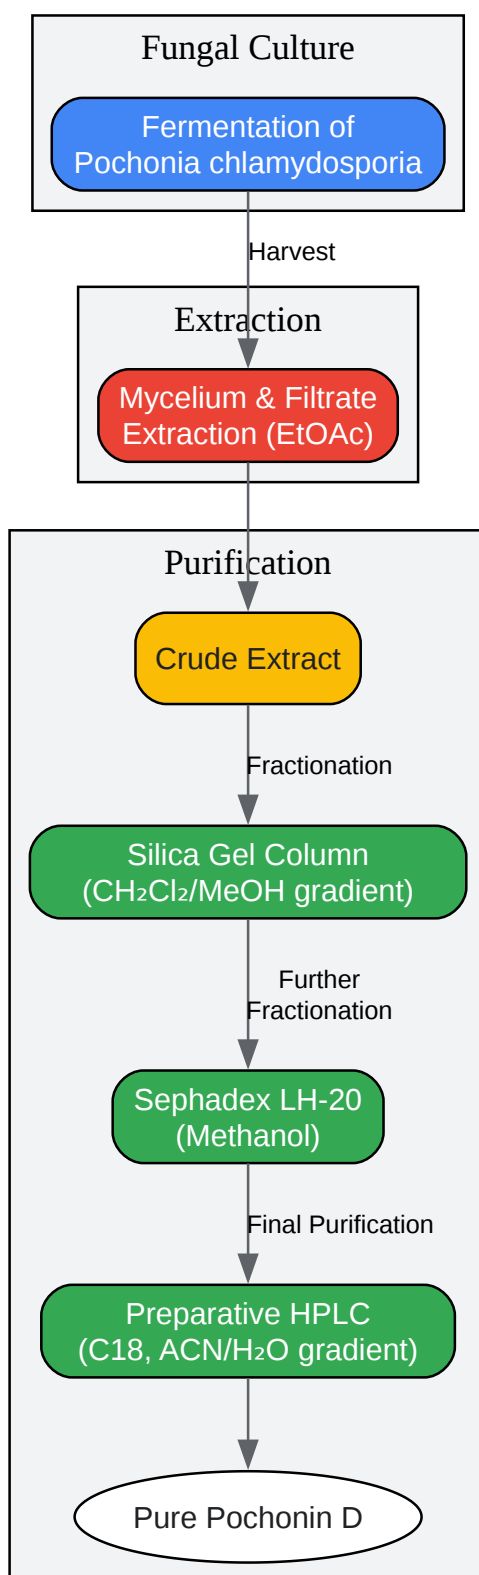 Fungal Culture
Fermentation of
Pochonia chlamydosporia
Harvest
Extraction
Mycelium & Filtrate
Extraction (EtOAc)
Purification
Crude Extract
Fractionation
Silica Gel Column
(CH₂Cl₂/MeOH gradient)
Further
Fractionation
Sephadex LH-20
(Methanol)
Final Purification
Preparative HPLC
(C18, ACN/H₂O gradient)
Pure Pochonin D